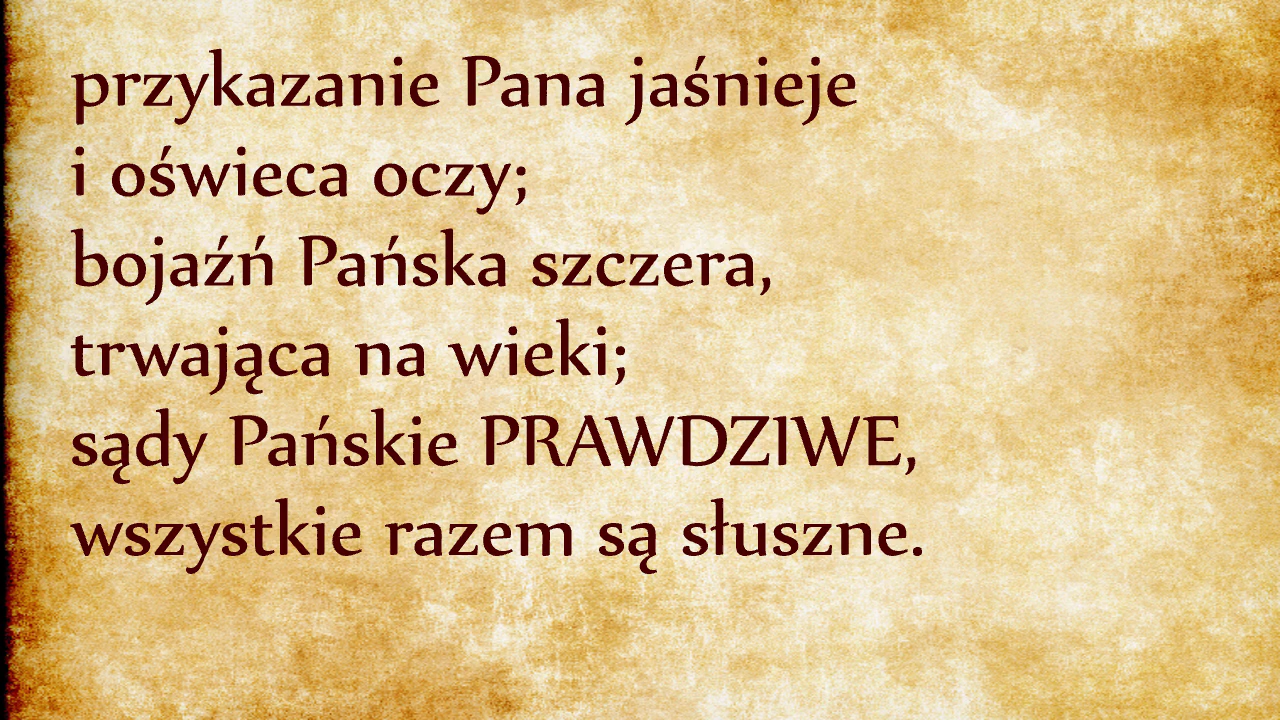 przykazanie Pana jaśnieje
i oświeca oczy;
bojaźń Pańska szczera,
trwająca na wieki;
sądy Pańskie PRAWDZIWE,
wszystkie razem są słuszne.